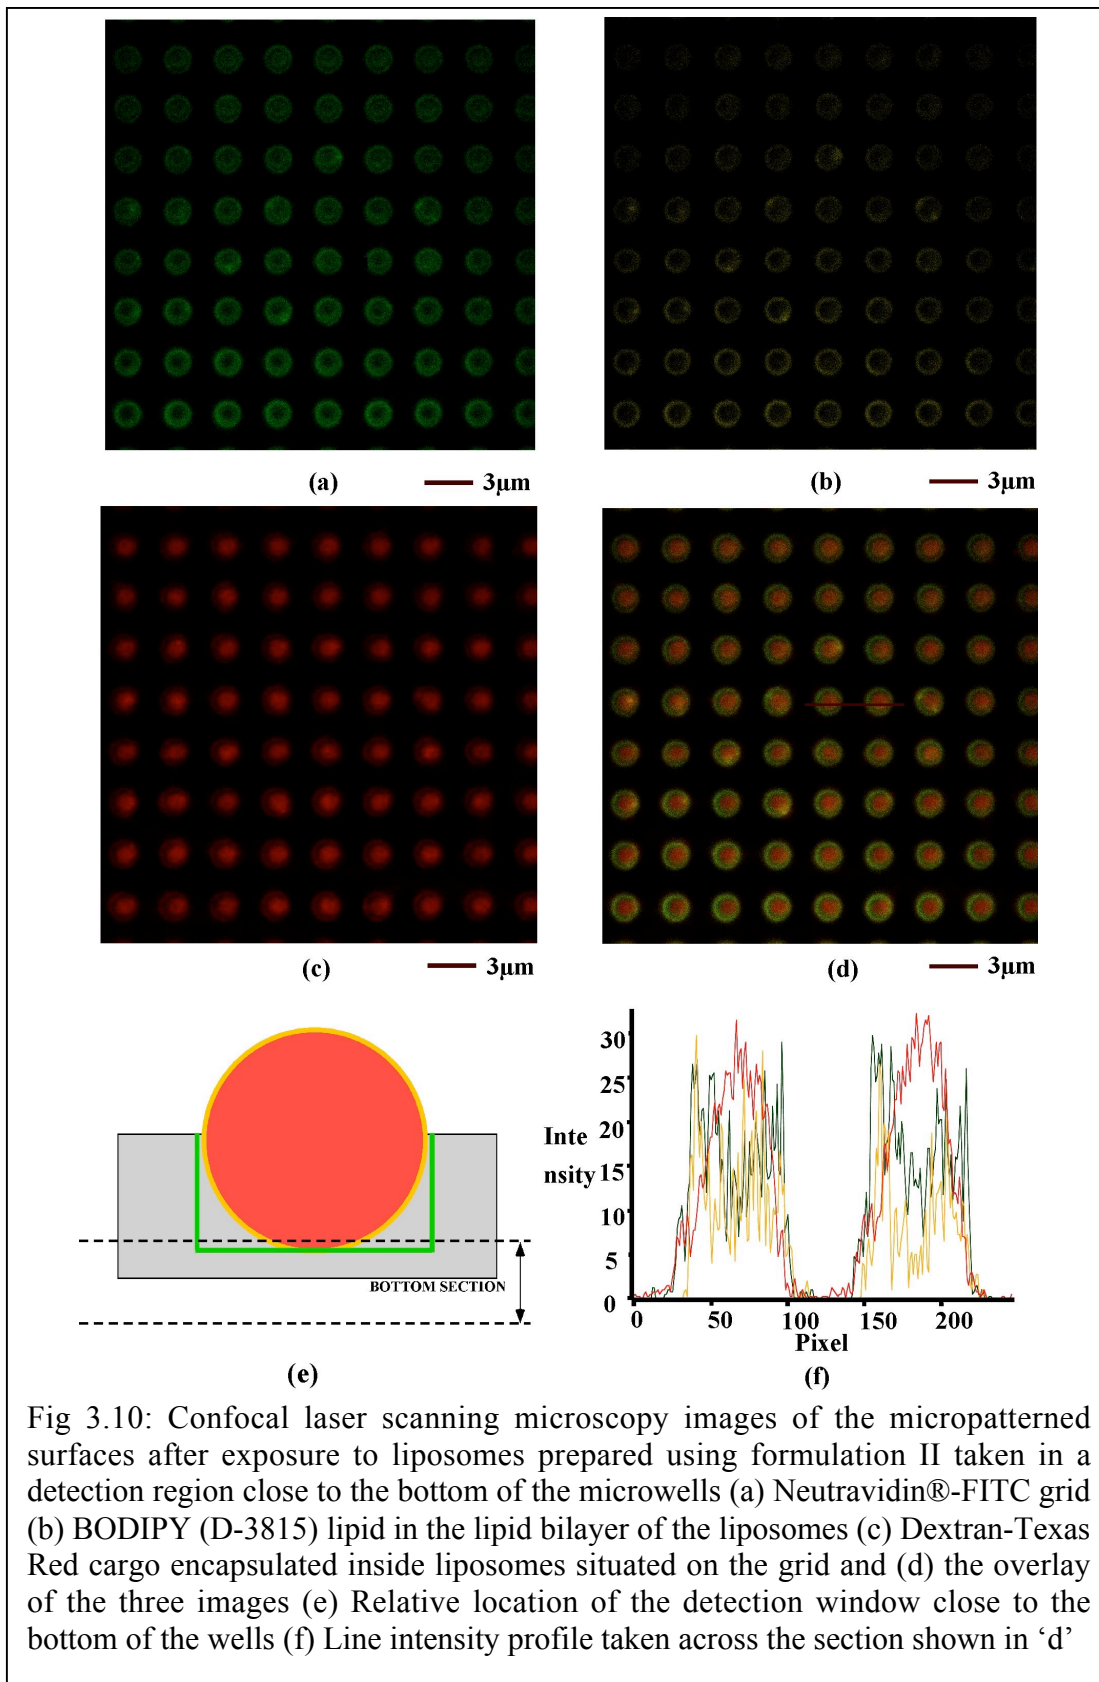 (a)
3µm
(b)
3µm
(c)
3µm
(d)
3µm
BOTTOM SECTION
(e)
30
25
20
Inte
nsity
15
10
5
0
0
50
100
150
200
Pixel
(f)
Fig 3.10: Confocal laser scanning microscopy images of the micropatterned
surfaces after exposure to liposomes prepared using formulation II taken in a
detection region close to the bottom of the microwells (a) Neutravidin®-FITC grid
(b) BODIPY (D-3815) lipid in the lipid bilayer of the liposomes (c) Dextran-Texas
Red cargo encapsulated inside liposomes situated on the grid and (d) the overlay
of the three images (e) Relative location of the detection window close to the
bottom of the wells (f) Line intensity profile taken across the section shown in ‘d’